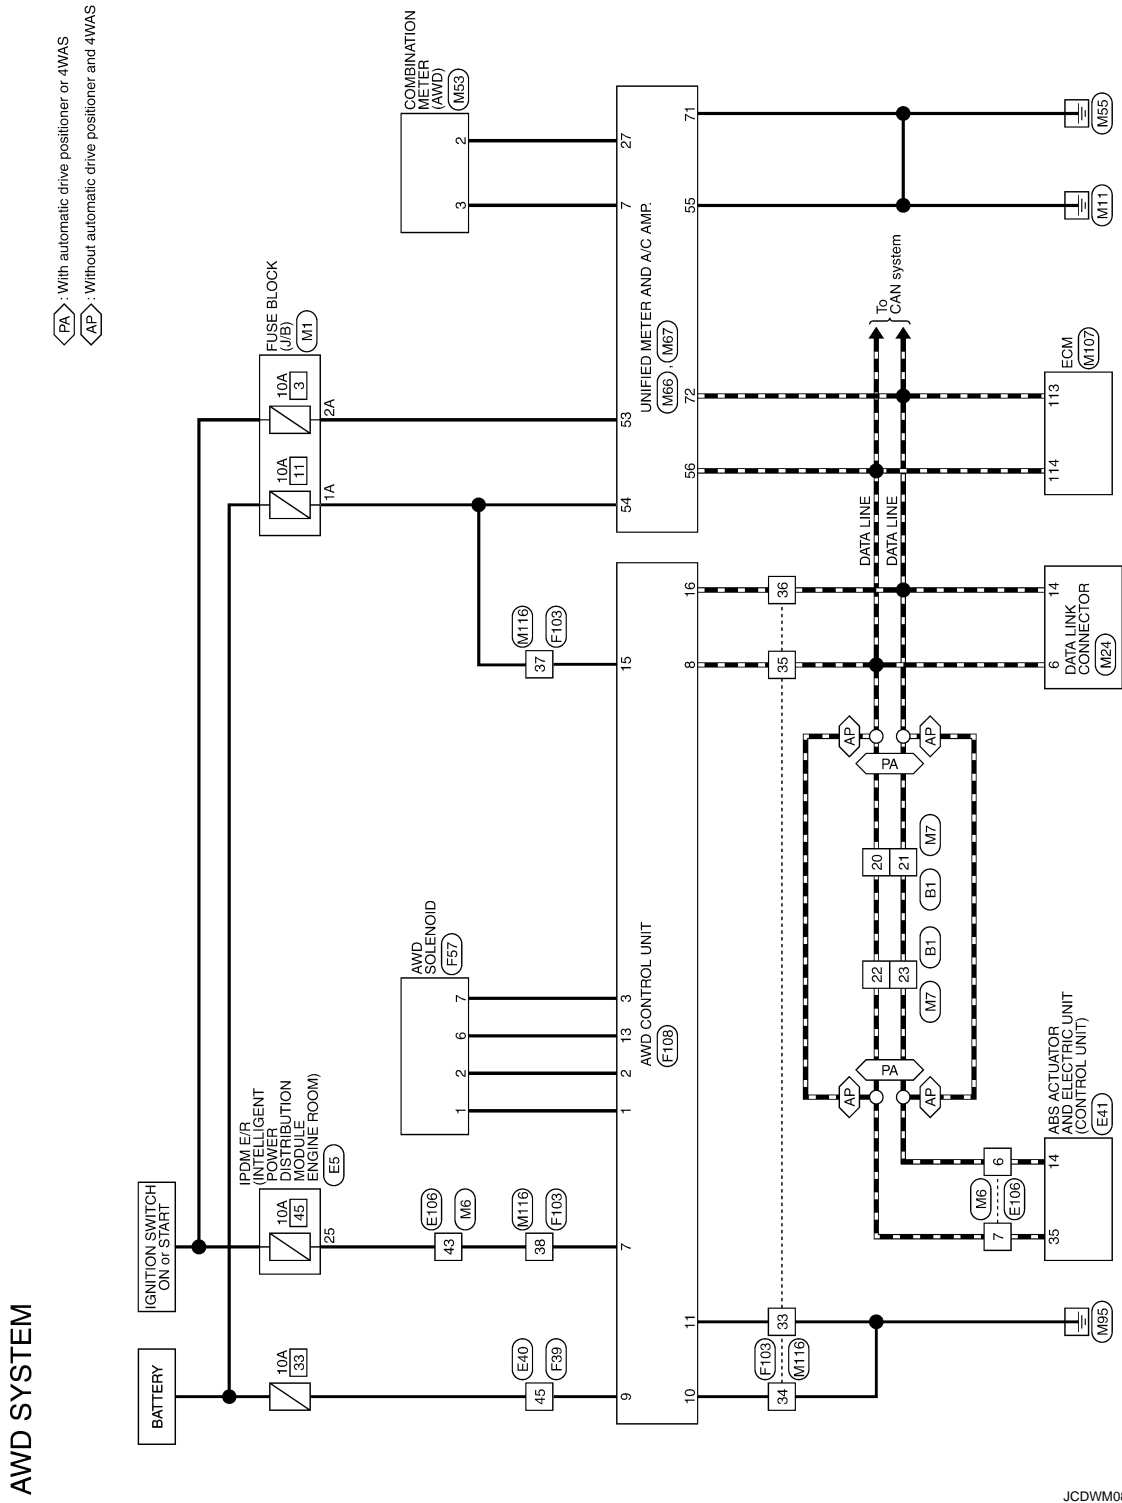 AWD SYSTEM
PA : With automatic drive positioner or 4WAS
AP : Without automatic drive positioner and 4WAS
BATTERY
IGNITION SWITCH
ON or START
10A
33
10A
45
25
IPDM E/R
(INTELLIGENT
POWER
DISTRIBUTION
MODULE
ENGINE ROOM)
E5
10A
11
1A
10A
3
2A
FUSE BLOCK
(J/B)
M1
45
E40
F39
43
E106
M6
38
M116
F103
AWD
SOLENOID
F57
1
2
6
7
37
M116
F103
COMBINATION
METER
(AWD)
M53
3
2
9
7
1
2
13
3
15
AWD CONTROL UNIT
F108
10
11
8
16
54
53
7
27
UNIFIED METER AND A/C AMP.
M66 , M67
56
72
55
71
34
33
F103
M116
35
36
DATA LINE
DATA LINE
To
CAN system
AP
AP
PA
22
23
M7
B1
20
21
B1
M7
AP
AP
PA
7
6
M6
E106
M95
35
14
ABS ACTUATOR
AND ELECTRIC UNIT
(CONTROL UNIT)
E41
6
14
DATA LINK
CONNECTOR
M24
114
113
ECM
M107
M11
M55